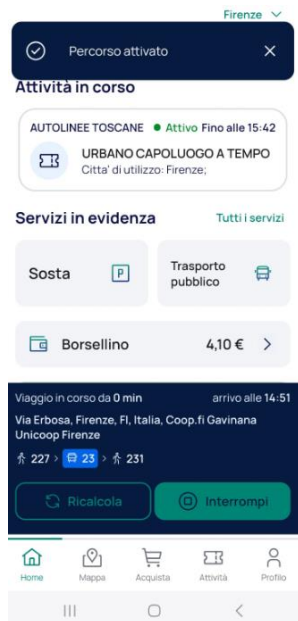 Firenze
Percorso attivato
Attività in corso
AUTOLINEE TOSCANE Attivo Fino alle 15:42
URBANO CAPOLUOGO A TEMPO
Citta' di utilizzo: Firenze;
Servizi in evidenza Tutti i servizi
Sosta P Trasporto
pubblico
Borsellino 4,10 €
Viaggio in corso da 0 min arrivo alle 14:51
Via Erbosa, Firenze, FI, Italia, Coop.fi Gavinana
Unicoop Firenze
227 > 23 > 231
Ricalcola Interrompi
Home Mappa Acquista Attività Profilo